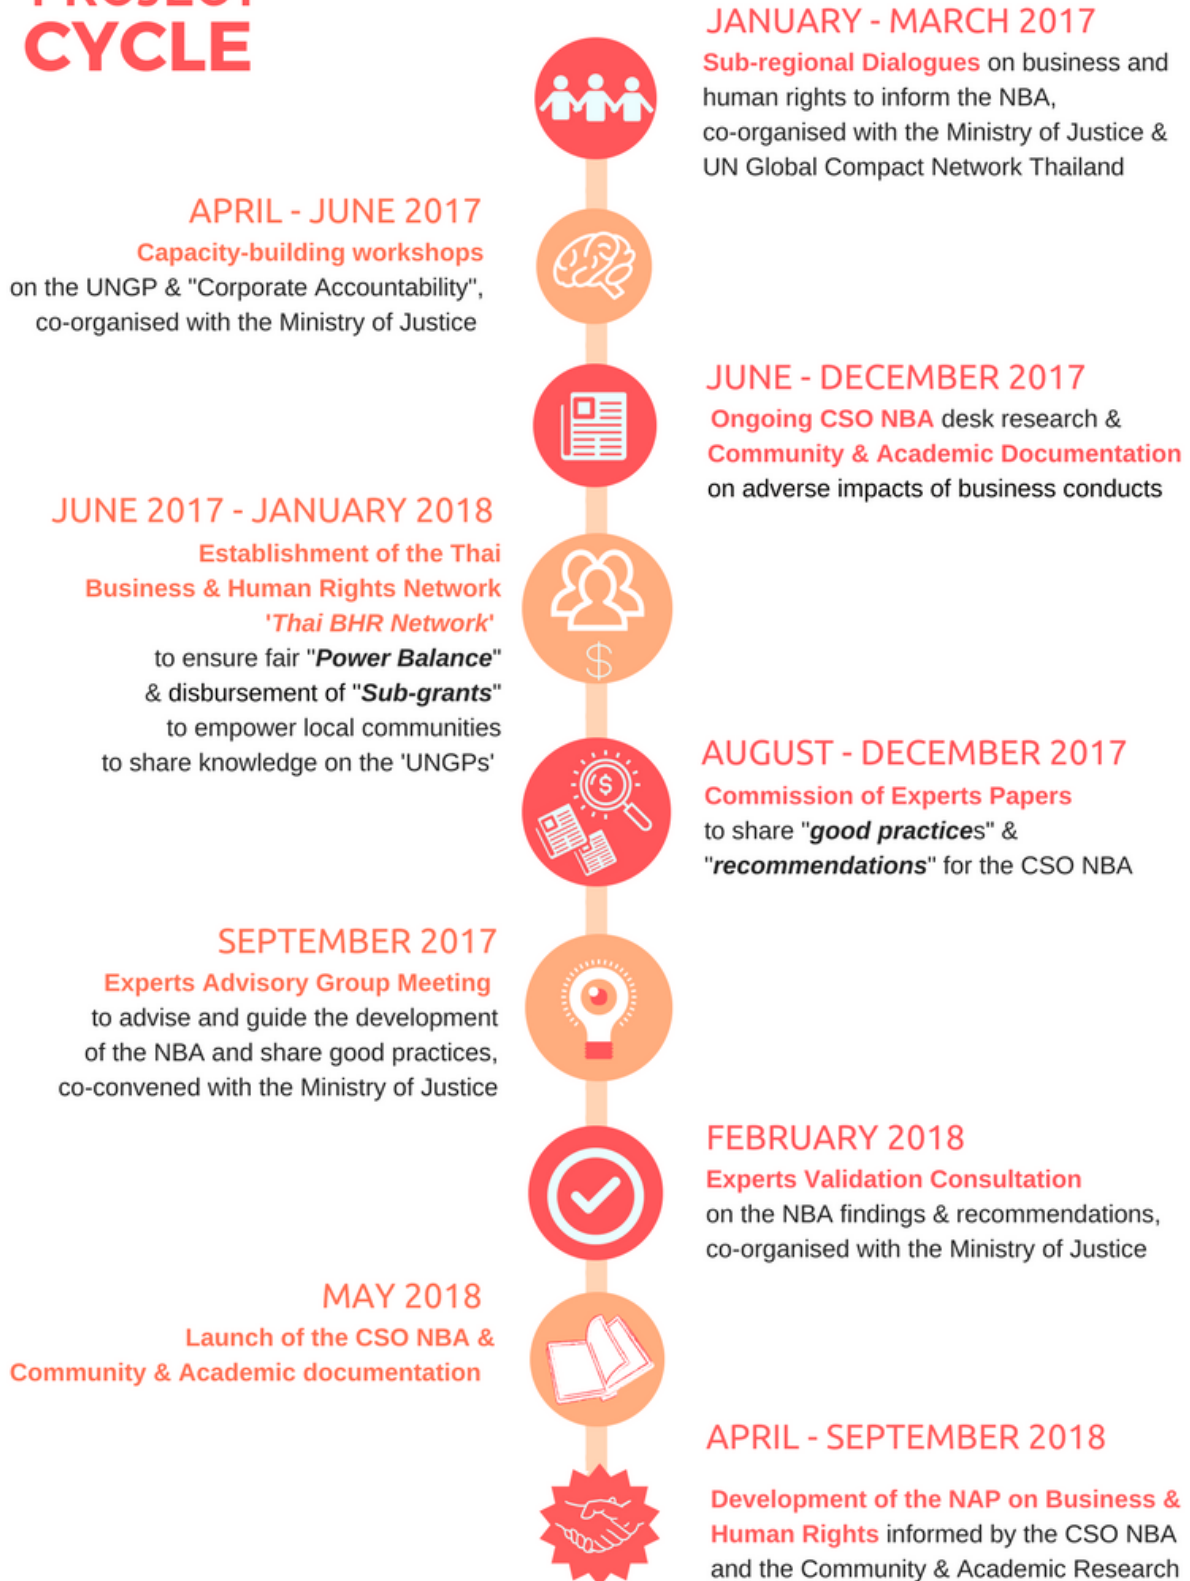 PROJECT
CYCLE
JANUARY - MARCH 2017
Sub-regional Dialogues on business and
human rights to inform the NBA,
co-organised with the Ministry of Justice &
UN Global Compact Network Thailand
APRIL - JUNE 2017
Capacity-building workshops
on the UNGP & "Corporate Accountability",
co-organised with the Ministry of Justice
JUNE - DECEMBER 2017
Ongoing CSO NBA desk research &
Community & Academic Documentation
on adverse impacts of business conducts
JUNE 2017 - JANUARY 2018
Establishment of the Thai
Business & Human Rights Network
'Thai BHR Network'
to ensure fair "Power Balance"
& disbursement of "Sub-grants"
to empower local communities
to share knowledge on the 'UNGPs'
$
$
AUGUST - DECEMBER 2017
Commission of Experts Papers
to share "good practices" &
"recommendations" for the CSO NBA
SEPTEMBER 2017
Experts Advisory Group Meeting
to advise and guide the development
of the NBA and share good practices,
co-convened with the Ministry of Justice
FEBRUARY 2018
Experts Validation Consultation
on the NBA findings & recommendations,
co-organised with the Ministry of Justice
MAY 2018
Launch of the CSO NBA &
Community & Academic documentation
APRIL - SEPTEMBER 2018
Development of the NAP on Business &
Human Rights informed by the CSO NBA
and the Community & Academic Research